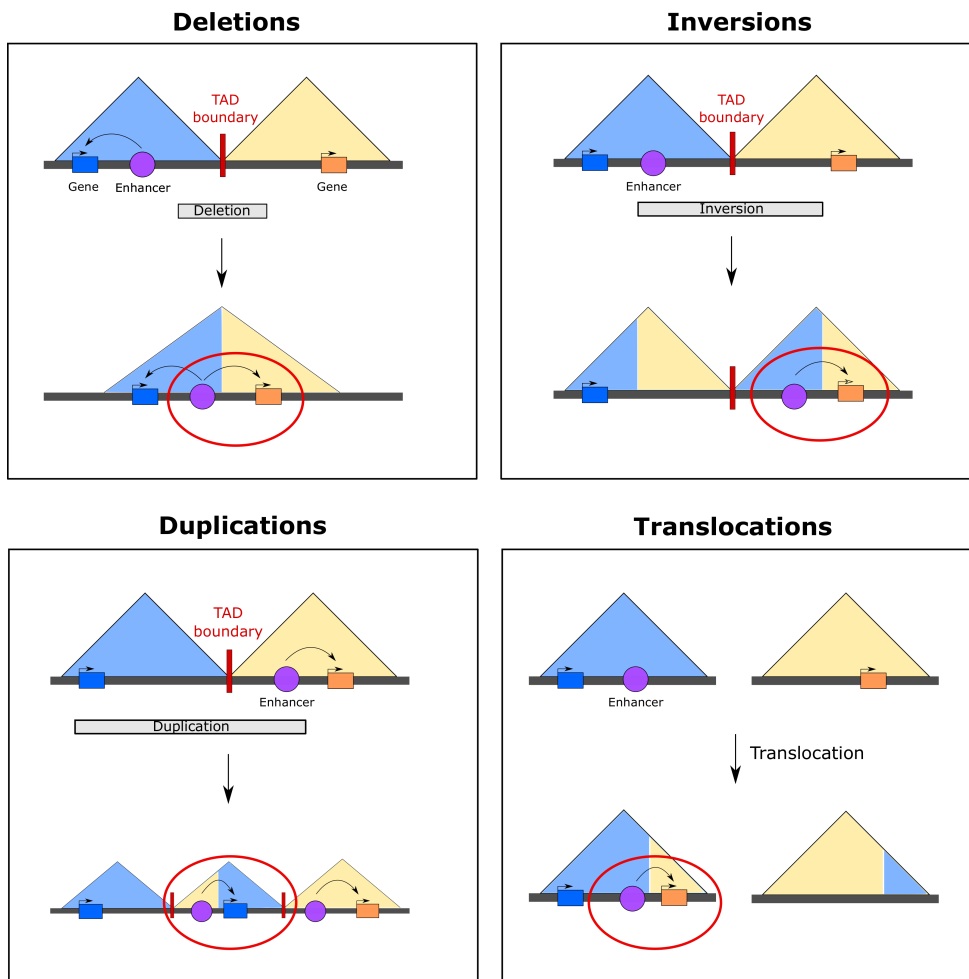 Deletions
TAD
boundary
Gene
Enhancer
Gene
Deletion
Inversions
TAD
boundary
Enhancer
Inversion
Duplications
TAD
boundary
Enhancer
Duplication
Translocations
Enhancer
Translocation